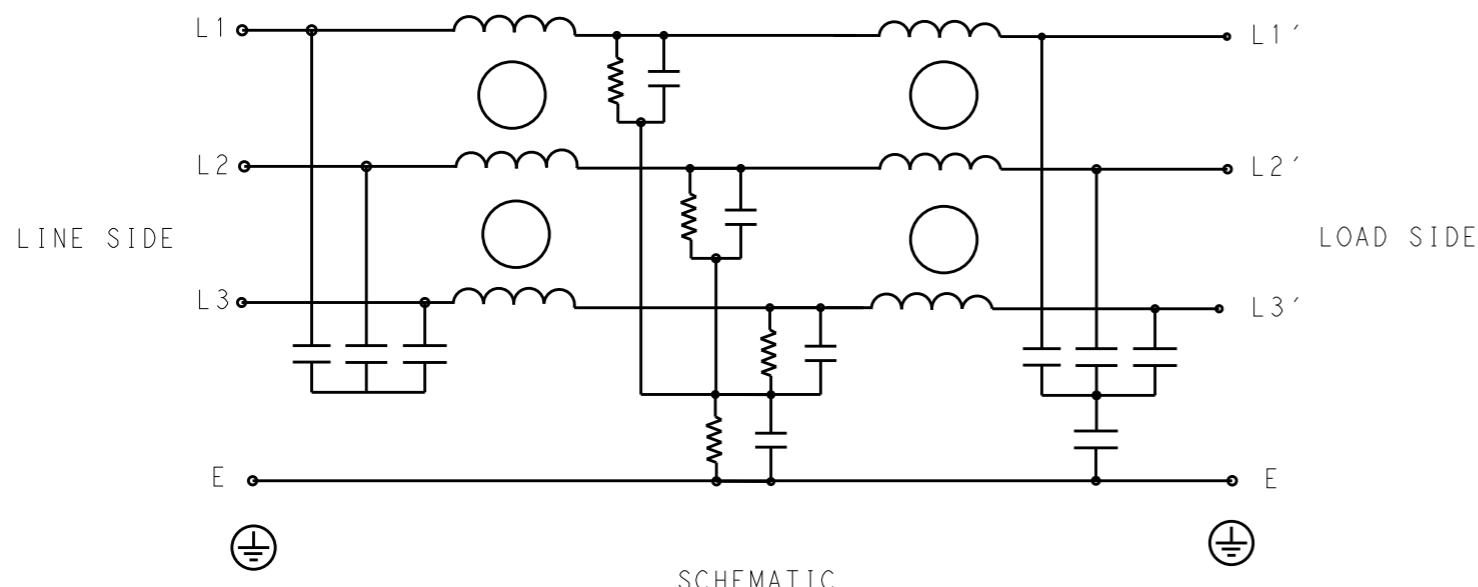 L1 L1´
L2 L2´
LINE SIDE LOAD SIDE
L3 L3´
E E
SCHEMATIC